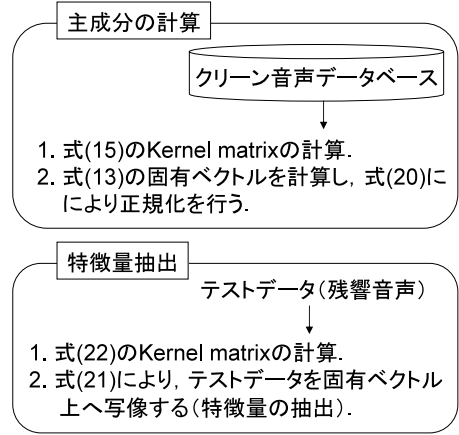 主成分の計算
クリーン音声データベース
1. 式(15)のKernel matrixの計算.
2. 式(13)の固有ベクトルを計算し, 式(20)に
により正規化を行う.
特徴量抽出
テストデータ(残響音声)
1. 式(22)のKernel matrixの計算.
2. 式(21)により, テストデータを固有ベクトル
上へ写像する(特徴量の抽出).